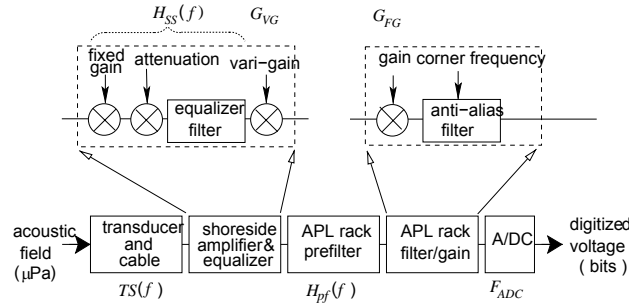 H_SS(f) G_VG G_FG
fixed gain
attenuation
vari-gain
equalizer filter
gain
corner frequency
anti-alias filter
acoustic field (μPa)
transducer and cable
shoreside amplifier& equalizer
APL rack prefilter
APL rack filter/gain
A/DC
digitized voltage ( bits)
TS(f) H_pf(f) F_ADC